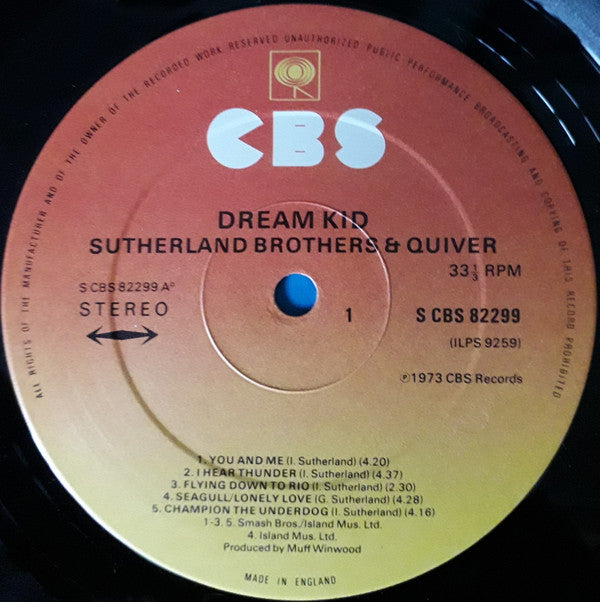 ALL RIGHTS OF THE MANUFACTURER AND OF THE OWNER OF THE RECORDED WORK RESERVED UNAUTHORIZED PUBLIC PERFORMANCE BROADCASTING AND COPYING OF THIS RECORD PROHIBITED
CBS
DREAM KID
SUTHERLAND BROTHERS & QUIVER
33⅓ RPM
S CBS 82299 Aº
STEREO
1
S CBS 82299
(ILPS 9259)
℗1973 CBS Records
1. YOU AND ME (I. Sutherland) (4.20)
2. I HEAR THUNDER (I. Sutherland) (4.37)
3. FLYING DOWN TO RIO (I. Sutherland) (2.30)
4. SEAGULL/LONELY LOVE (G. Sutherland) (4.28)
5. CHAMPION THE UNDERDOG (I. Sutherland) (4.16)
1-3. 5. Smash Bros./Island Mus. Ltd.
4. Island Mus. Ltd.
Produced by Muff Winwood
MADE IN ENGLAND